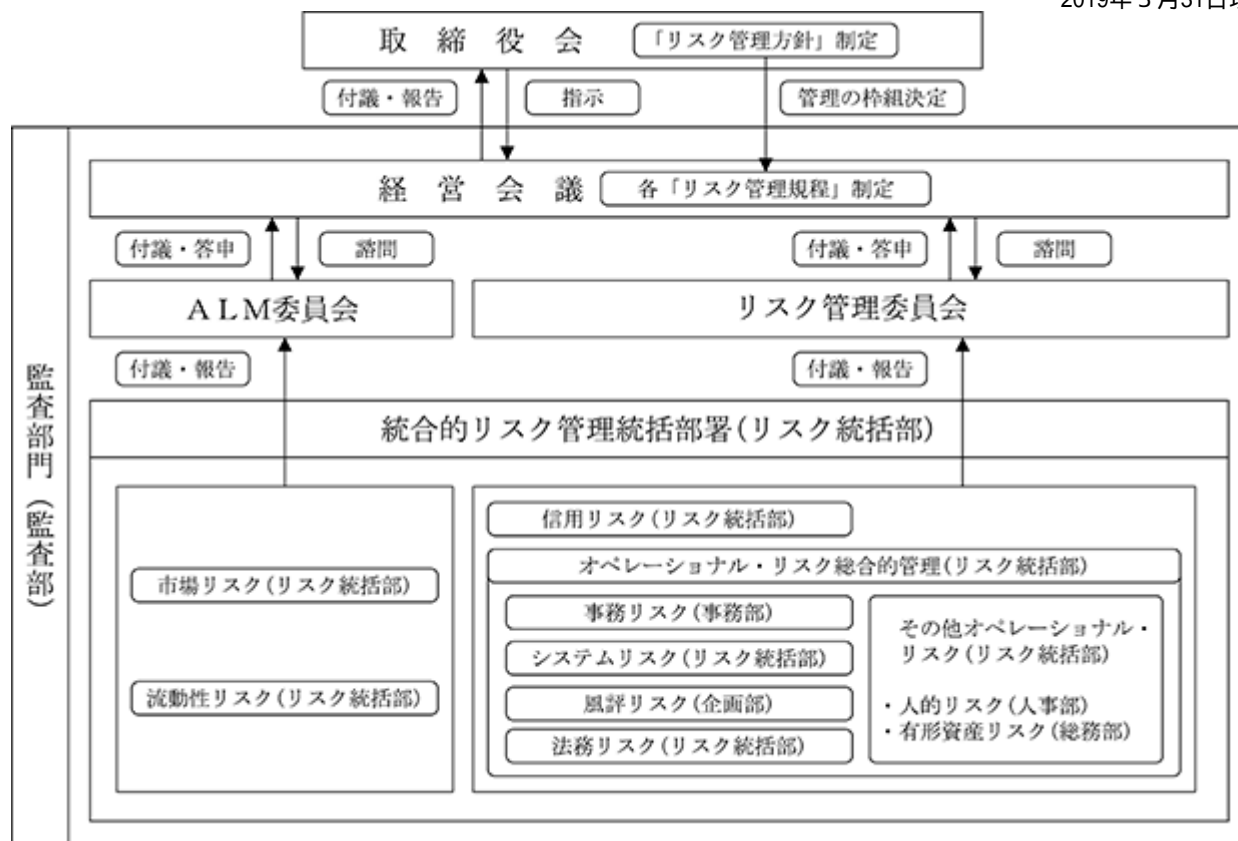 2019年3月31日現
取締役会
「リスク管理方針」制定
付議・報告
指示
管理の枠組決定
経営会議
各「リスク管理規程」制定
付議・答申
諮問
付議・答申
諮問
ALM委員会
リスク管理委員会
付議・報告
付議・報告
監査部門(監査部)
統合的リスク管理統括部署(リスク統括部)
市場リスク(リスク統括部)
流動性リスク(リスク統括部)
信用リスク(リスク統括部)
オペレーショナル・リスク総合的管理(リスク統括部)
事務リスク(事務部)
システムリスク(リスク統括部)
風評リスク(企画部)
法務リスク(リスク統括部)
その他オペレーショナル・
リスク(リスク統括部)
・人的リスク(人事部)
・有形資産リスク(総務部)